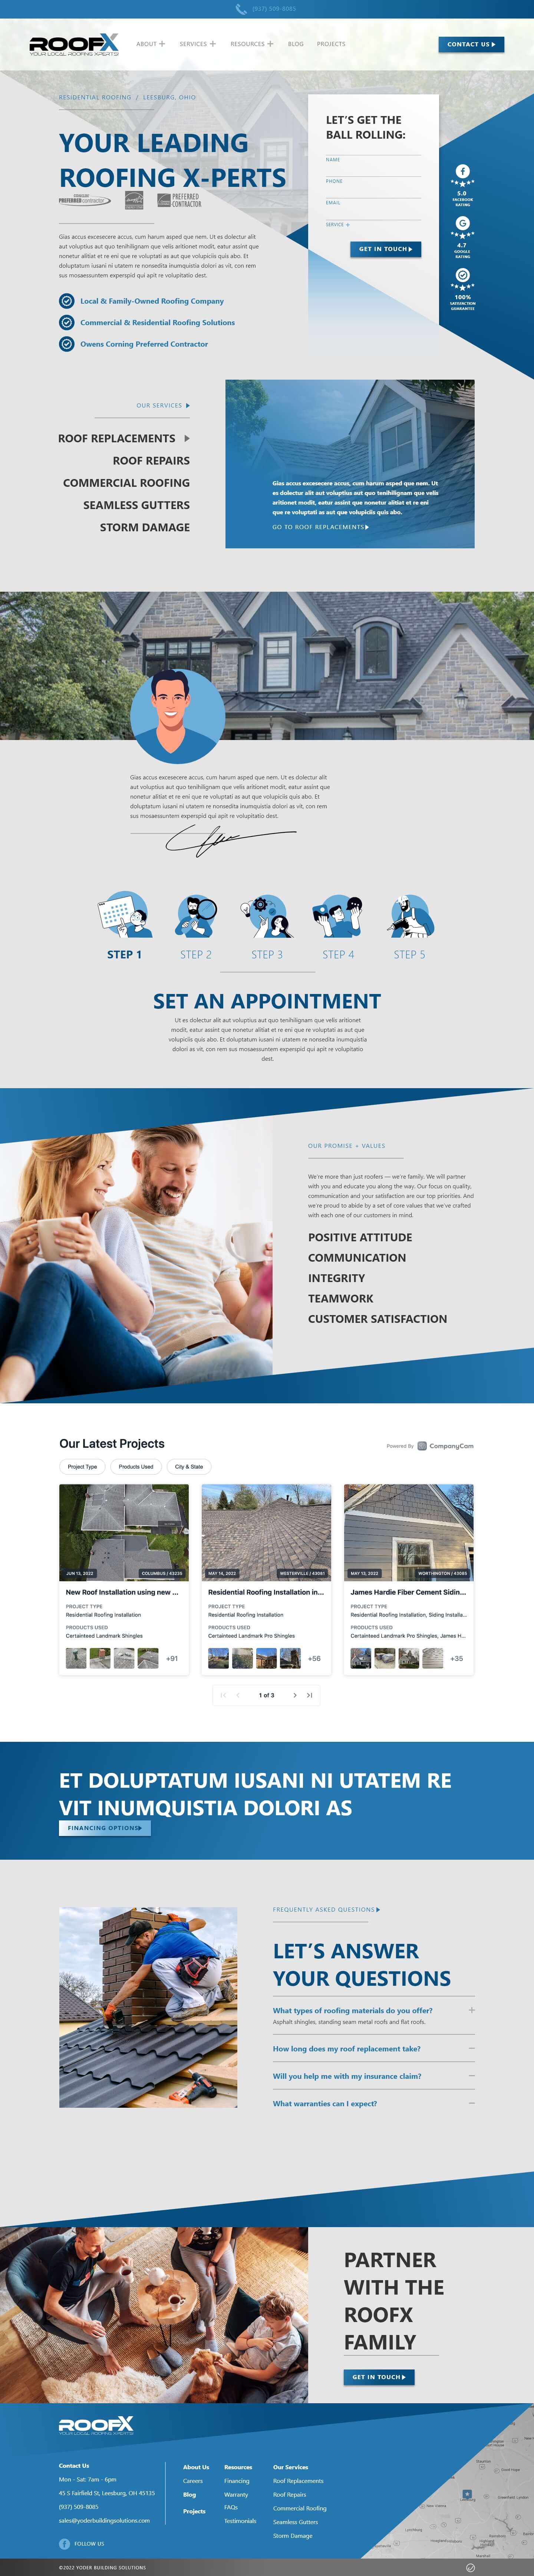 (937) 509-8085
ROOFX
YOUR LOCAL ROOFING XPERTS
ABOUT
SERVICES
RESOURCES
BLOG
PROJECTS
CONTACT US
RESIDENTIAL ROOFING / LEEEBURG, OHIO
YOUR LEADING
ROOFING X-PERTS
PREFERRED
CONTRACTOR
Glas accus excesecere accus, cum harum asped que nem. Ut es dolectur alit
aut voluptius aut quo tenihilignam que velis aritionet modit, eatur assint que
nonetur alitiat et re eni que re voluptati as aut que volupiciis quis abo. Et
doluptatum iusani ni utatem re nonsedita inumquistia dolori as vit, con rem
sus mosaessuntem experspid qui apit re voluptatio dest.
Local & Family-Owned Roofing Company
Commercial & Residential Roofing Solutions
Owens Corning Preferred Contractor
LET'S GET THE
BALL ROLLING:
NAME
PHONE
EMAIL
SERVICE +
GET IN TOUCH
5.0
FACEBOOK
RATING
4.7
GOOGLE
RATING
100%
SATISFACTION
GUARANTEE
OUR SERVICES
ROOF REPLACEMENTS
ROOF REPAIRS
COMMERCIAL ROOFING
SEAMLESS GUTTERS
STORM DAMAGE
Glas accus excesecere accus, cum harum asped que nem. Ut
es dolectur alit aut voluptius aut quo tenihilignam que velis
aritionet modit, eatur assint que nonetur alitiat et re eni
que re voluptati as aut que volupiciis quis abo.
GO TO ROOF REPLACEMENTS
Glas accus excesecere accus, cum harum asped que nem. Ut es dolectur alit
aut voluptius aut quo tenihilignam que velis aritionet modit, eatur assint que
nonetur alitiat et re eni que re voluptati as aut que volupiciis quis abo. Et
doluptatum iusani ni utatem re nonsedita inumquistia dolori as vit, con rem
sus mosaessuntem experspid qui apit re voluptatio dest.
STEP 1
STEP 2
STEP 3
STEP 4
STEP 5
SET AN APPOINTMENT
Ut es dolectur alit aut voluptius aut quo tenihilignam que velis aritionet
modit, eatur assint que nonetur alitiat et re eni que re voluptati as aut que
volupiciis quis abo. Et doluptatum iusani ni utatem re nonsedita inumquistia
dolori as vit, con rem sus mosaessuntem experspid qui apit re voluptatio
dest.
OUR PROMISE + VALUES
We're more than just roofers — we're family. We will partner
with you and educate you along the way. Our focus on quality,
communication and your satisfaction are our top priorities. And
we're proud to abide by a set of core values that we've crafted
with each one of our customers in mind.
POSITIVE ATTITUDE
COMMUNICATION
INTEGRITY
TEAMWORK
CUSTOMER SATISFACTION
Our Latest Projects
Powered By CompanyCam
Project Type
Products Used
City & State
JUN 13, 2022
COLUMBUS / 43235
New Roof Installation using new ...
PROJECT TYPE
Residential Roofing Installation
PRODUCTS USED
Certainteed Landmark Shingles
+91
MAY 14, 2022
WESTERVILLE / 43081
Residential Roofing Installation in...
PROJECT TYPE
Residential Roofing Installation
PRODUCTS USED
Certainteed Landmark Pro Shingles
+56
MAY 13, 2022
WORTHINGTON / 43085
James Hardie Fiber Cement Sidin...
PROJECT TYPE
Residential Roofing Installation, Siding Installa...
PRODUCTS USED
Certainteed Landmark Pro Shingles, James H...
+35
1 of 3
ET DOLUPTATUM IUSANI NI UTATEM RE
VIT INUMQUISTIA DOLORI AS
FINANCING OPTIONS
FREQUENTLY ASKED QUESTIONS
LET'S ANSWER
YOUR QUESTIONS
What types of roofing materials do you offer?
Asphalt shingles, standing seam metal roofs and flat roofs.
How long does my roof replacement take?
Will you help me with my insurance claim?
What warranties can I expect?
PARTNER
WITH THE
ROOFX
FAMILY
GET IN TOUCH
ROOFX
YOUR LOCAL ROOFING XPERTS
Contact Us
Mon - Sat: 7am - 6pm
45 S Fairfield St, Leesburg, OH 45135
(937) 509-8085
sales@yoderbuildingsolutions.com
FOLLOW US
About Us
Careers
Blog
Projects
Resources
Financing
Warranty
FAQs
Testimonials
Our Services
Roof Replacements
Roof Repairs
Commercial Roofing
Seamless Gutters
Storm Damage
©2022 YODER BUILDING SOLUTIONS